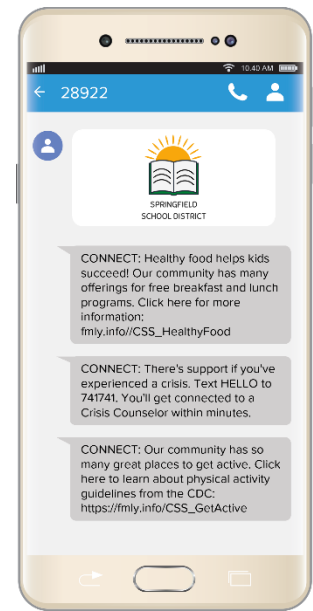 10.40 AM
28922
SPRINGFIELD
SCHOOL DISTRICT
CONNECT: Healthy food helps kids
succeed! Our community has many
offerings for free breakfast and lunch
programs. Click here for more
information:
fmly.info//CSS_HealthyFood
CONNECT: There's support if you've
experienced a crisis. Text HELLO to
741741. You'll get connected to a
Crisis Counselor within minutes.
CONNECT: Our community has so
many great places to get active. Click
here to learn about physical activity
guidelines from the CDC:
https://fmly.info/CSS_GetActive